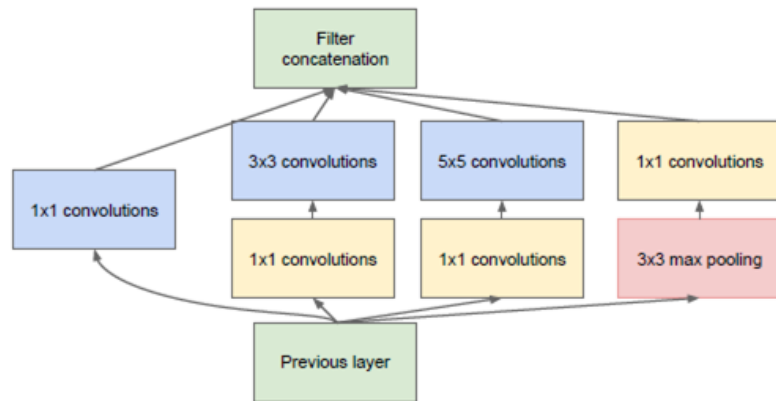 Filter
concatenation
3x3 convolutions
5x5 convolutions
1x1 convolutions
1x1 convolutions
1x1 convolutions
1x1 convolutions
3x3 max pooling
Previous layer